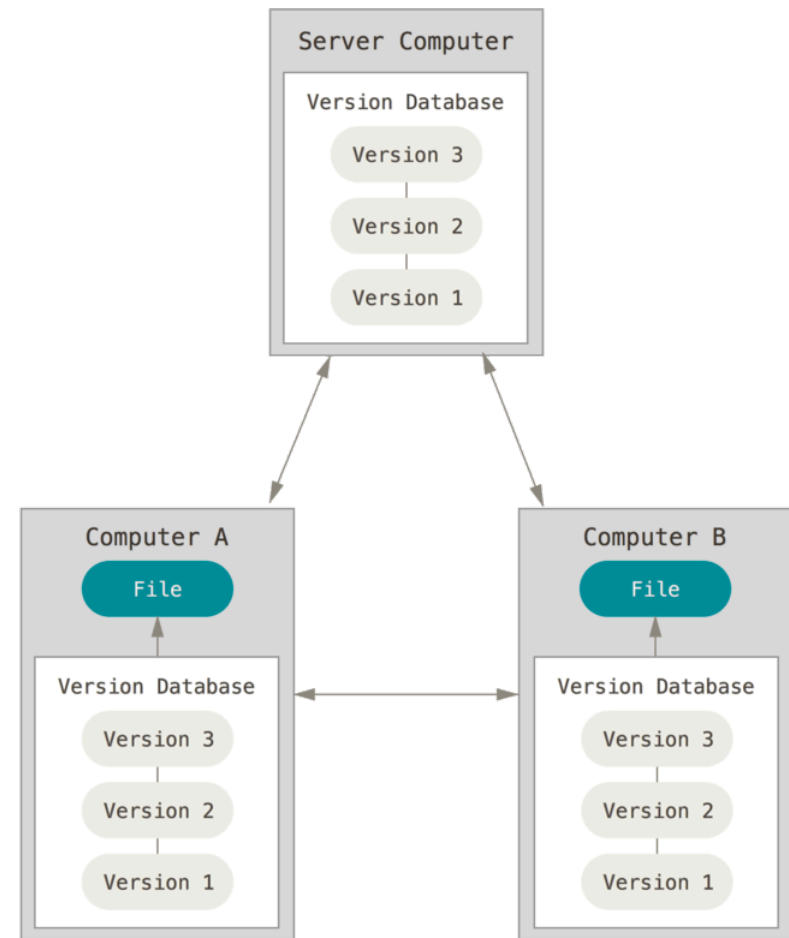 Server Computer
Version Database
Version 3
Version 2
Version 1
Computer A
File
Version Database
Version 3
Version 2
Version 1
Computer B
File
Version Database
Version 3
Version 2
Version 1